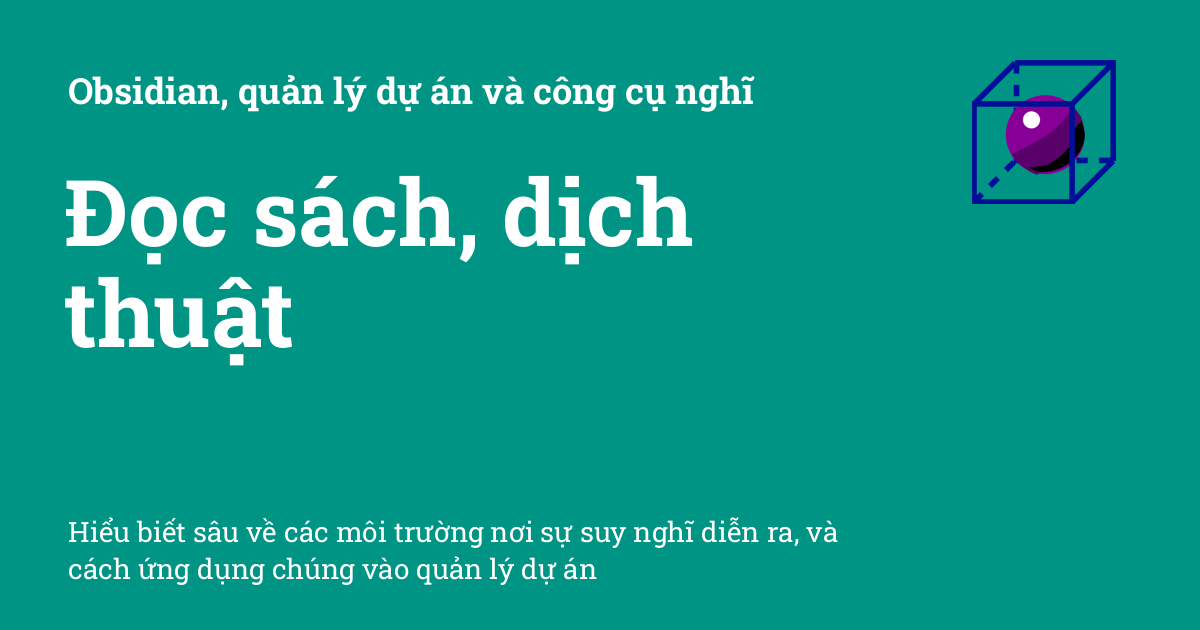 Obsidian, quản lý dự án và công cụ nghĩ
Đọc sách, dịch
thuật
Hiểu biết sâu về các môi trường nơi sự suy nghĩ diễn ra, và
cách ứng dụng chúng vào quản lý dự án